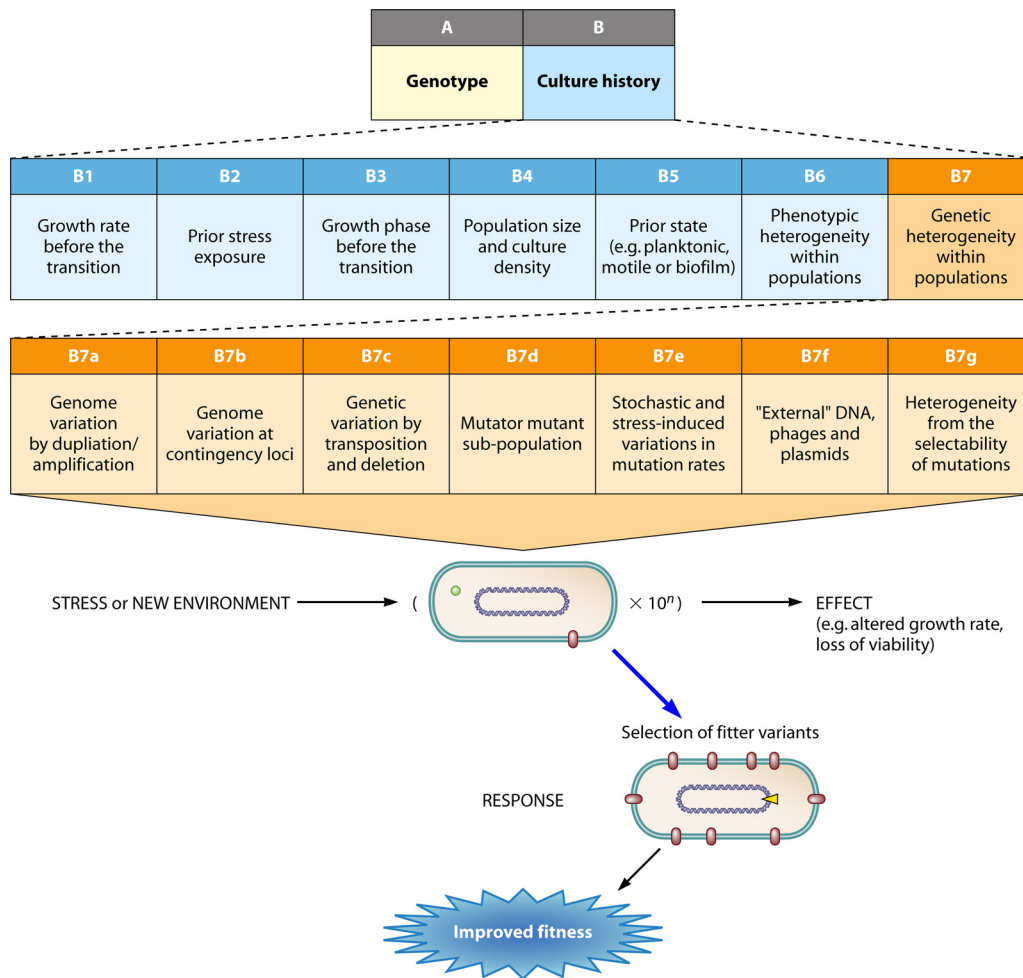 A B
Genotype Culture history
B1 B2 B3 B4 B5 B6 B7
Growth rate
before the
transition
Prior stress
exposure
Growth phase
before the
transition
Population size
and culture
density
Prior state
(e.g. planktonic,
motile or biofilm)
Phenotypic
heterogeneity
within
populations
Genetic
heterogeneity
within
populations
B7a B7b B7c B7d B7e B7f B7g
Genome
variation
by dupliation/
amplification
Genome
variation at
contingency loci
Genetic
variation by
transposition
and deletion
Mutator mutant
sub-population
Stochastic and
stress-induced
variations in
mutation rates
"External" DNA,
phages and
plasmids
Heterogeneity
from the
selectability
of mutations
STRESS or NEW ENVIRONMENT ( × 10ⁿ ) EFFECT
(e.g. altered growth rate,
loss of viability)
Selection of fitter variants
RESPONSE
Improved fitness